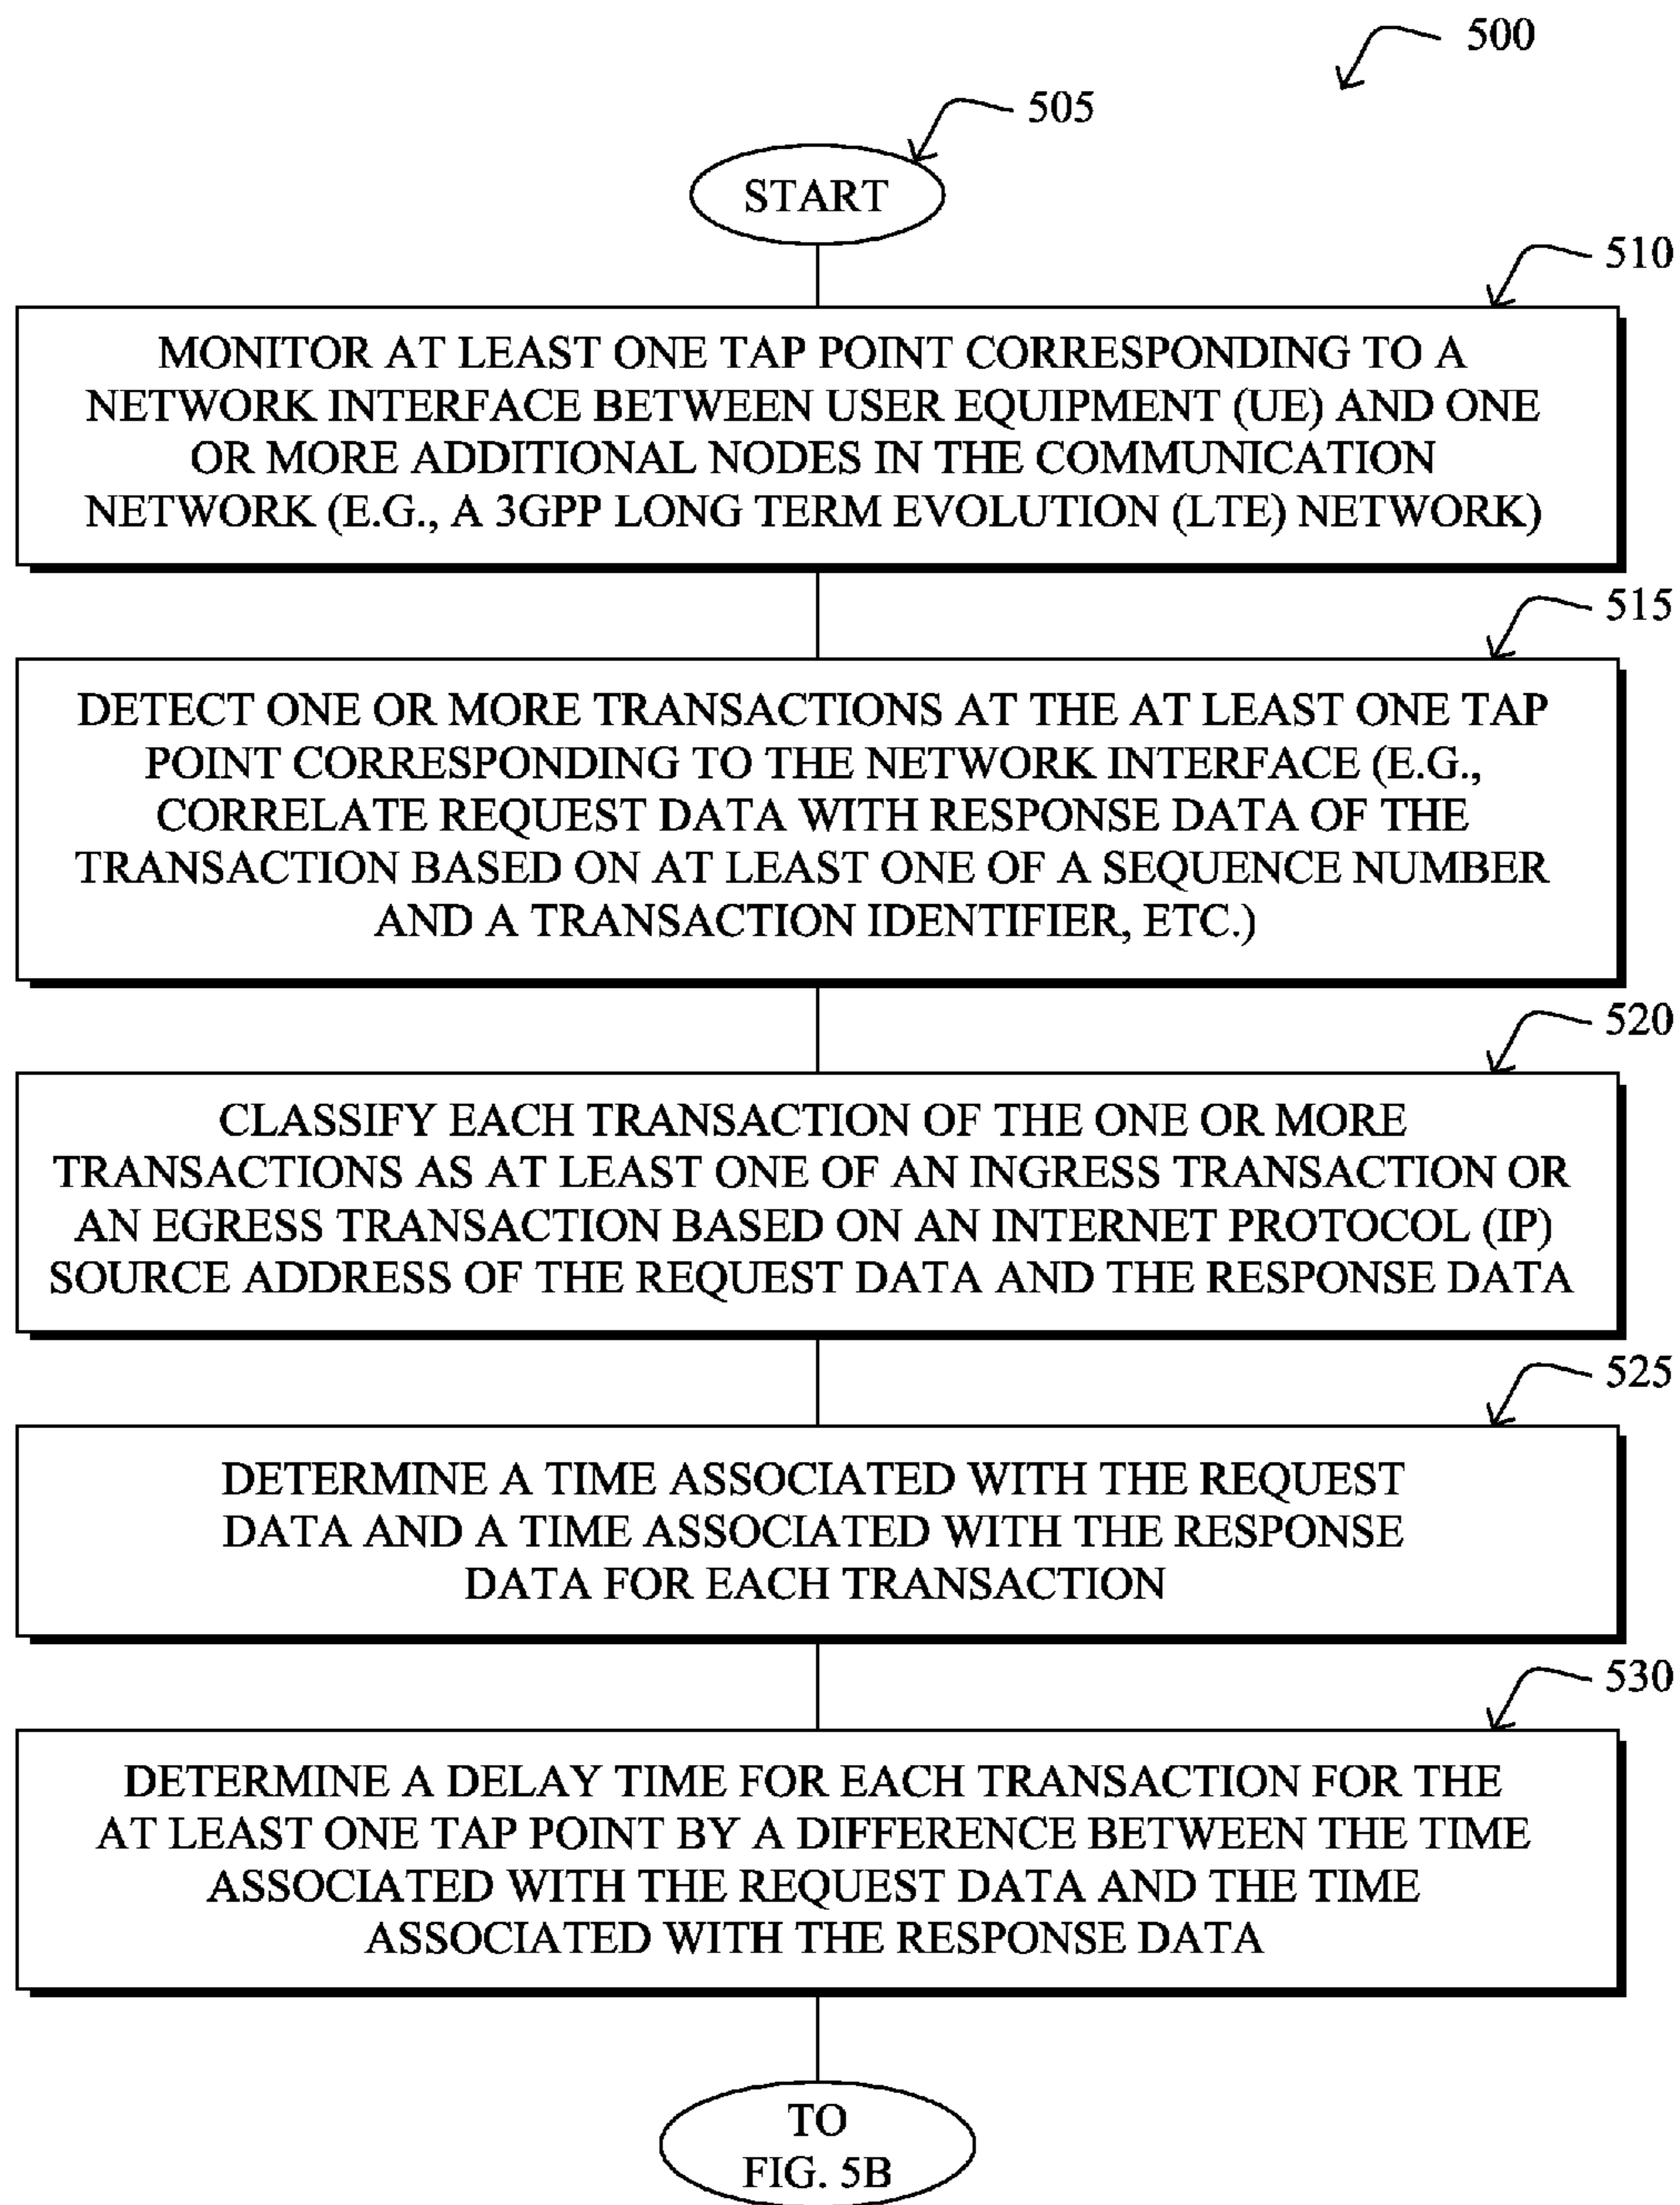 500
505
START
510
MONITOR AT LEAST ONE TAP POINT CORRESPONDING TO A
NETWORK INTERFACE BETWEEN USER EQUIPMENT (UE) AND ONE
OR MORE ADDITIONAL NODES IN THE COMMUNICATION
NETWORK (E.G., A 3GPP LONG TERM EVOLUTION (LTE) NETWORK)
515
DETECT ONE OR MORE TRANSACTIONS AT THE AT LEAST ONE TAP
POINT CORRESPONDING TO THE NETWORK INTERFACE (E.G.,
CORRELATE REQUEST DATA WITH RESPONSE DATA OF THE
TRANSACTION BASED ON AT LEAST ONE OF A SEQUENCE NUMBER
AND A TRANSACTION IDENTIFIER, ETC.)
520
CLASSIFY EACH TRANSACTION OF THE ONE OR MORE
TRANSACTIONS AS AT LEAST ONE OF AN INGRESS TRANSACTION OR
AN EGRESS TRANSACTION BASED ON AN INTERNET PROTOCOL (IP)
SOURCE ADDRESS OF THE REQUEST DATA AND THE RESPONSE DATA
525
DETERMINE A TIME ASSOCIATED WITH THE REQUEST
DATA AND A TIME ASSOCIATED WITH THE RESPONSE
DATA FOR EACH TRANSACTION
530
DETERMINE A DELAY TIME FOR EACH TRANSACTION FOR THE
AT LEAST ONE TAP POINT BY A DIFFERENCE BETWEEN THE TIME
ASSOCIATED WITH THE REQUEST DATA AND THE TIME
ASSOCIATED WITH THE RESPONSE DATA
TO
FIG. 5B